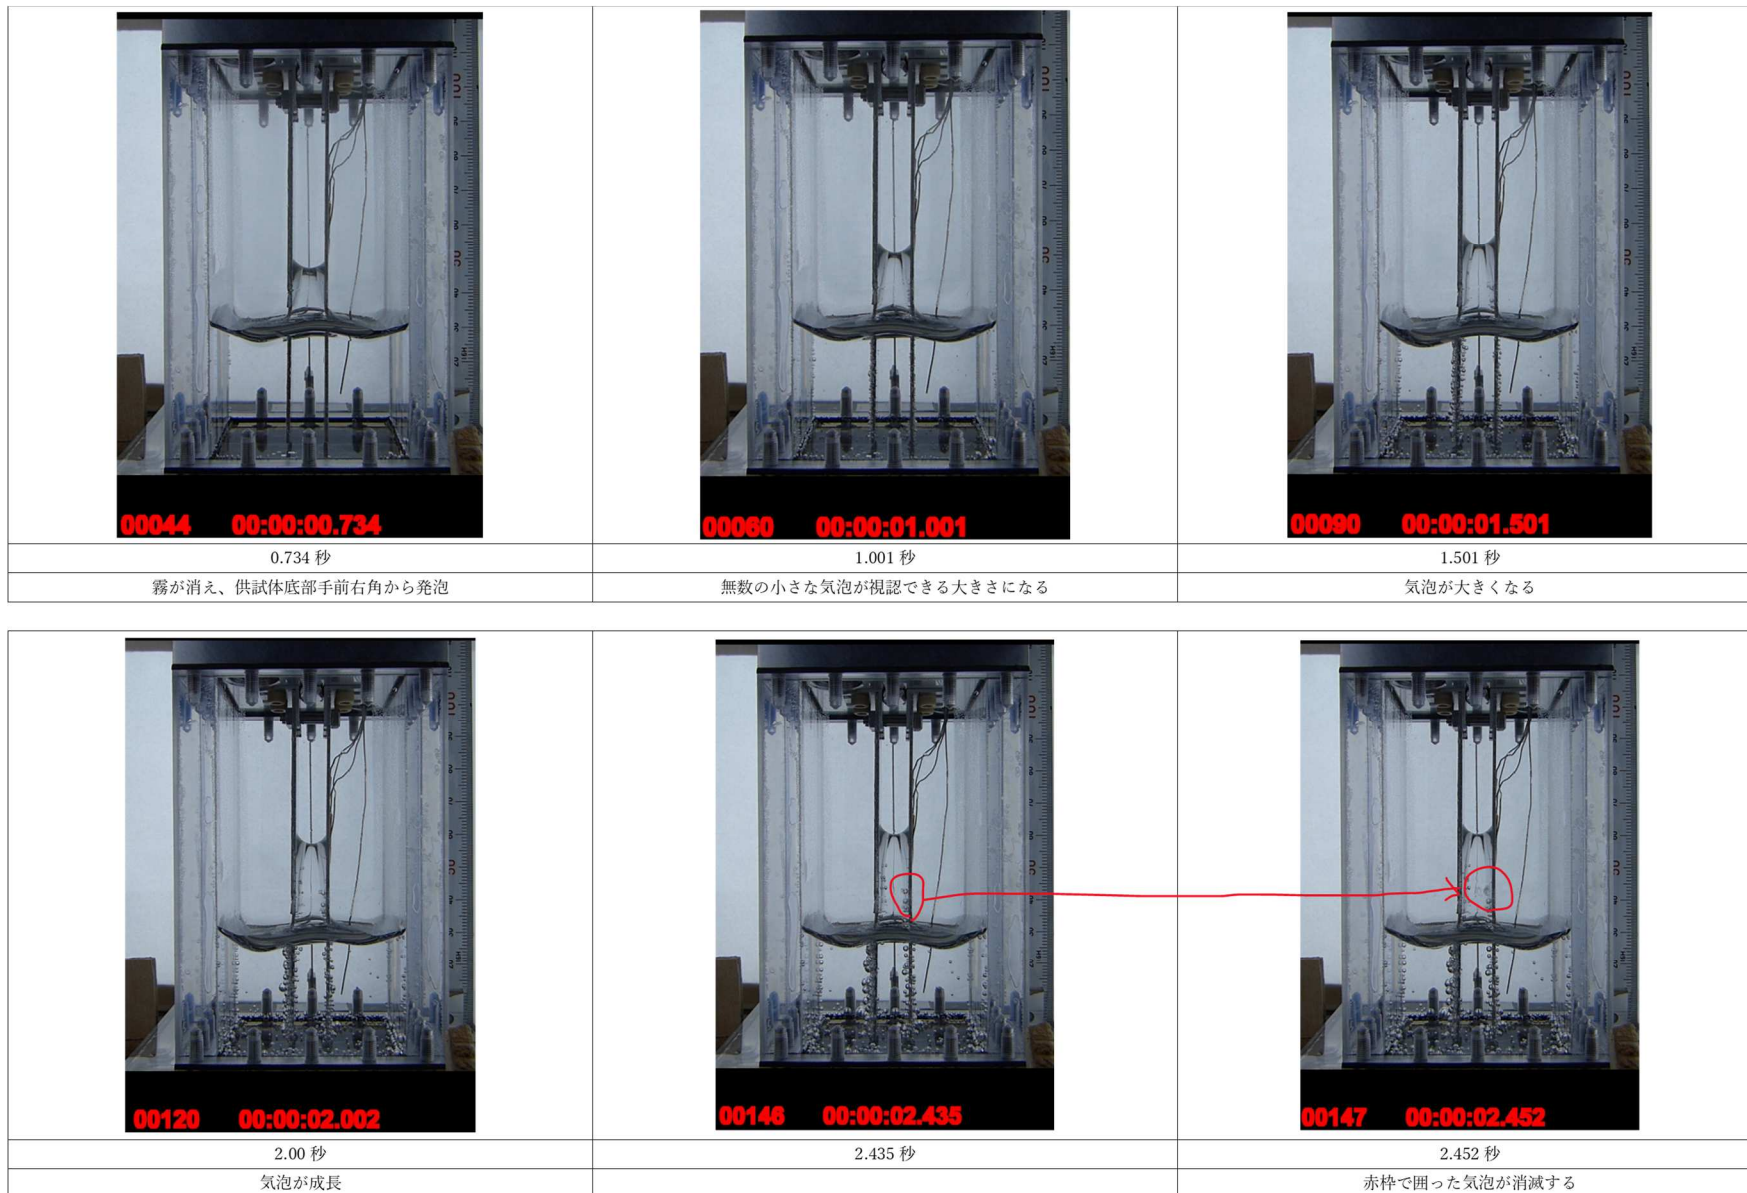 00044 00:00:00.734
00060 00:00:01.001
00090 00:00:01.501
0.734 秒
1.001 秒
1.501 秒
霧が消え、供試体底部手前右角から発泡
無数の小さな気泡が視認できる大きさになる
気泡が大きくなる
00120 00:00:02.002
00146 00:00:02.435
00147 00:00:02.452
2.00 秒
2.435 秒
2.452 秒
気泡が成長
赤枠で囲った気泡が消滅する